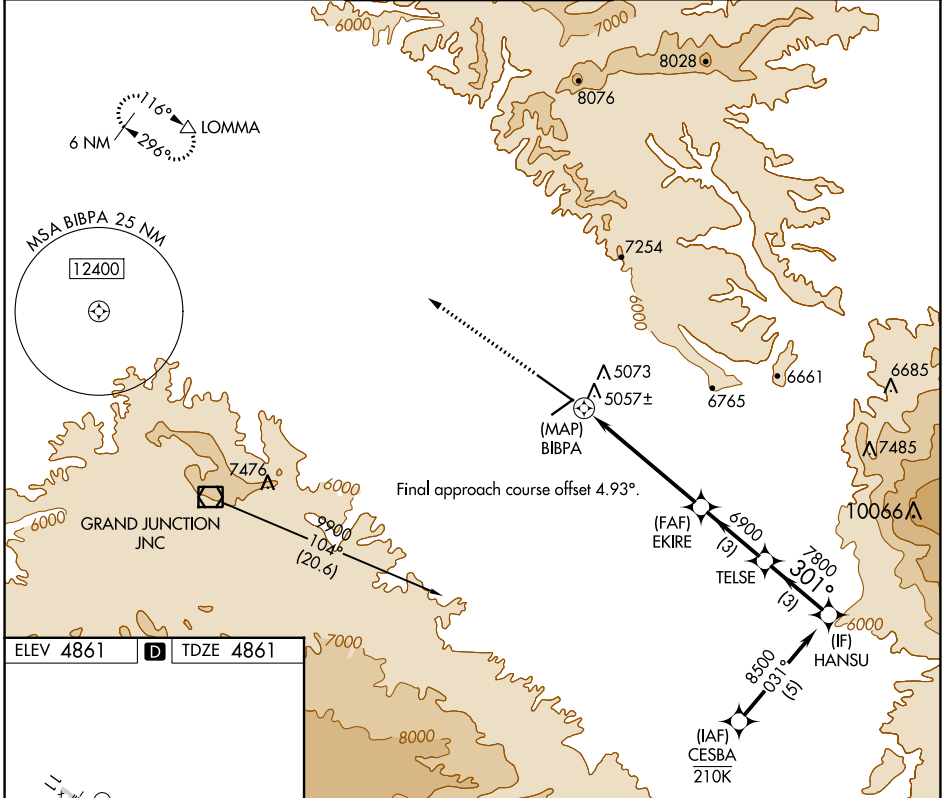 6000
7000
8028
8076
116°
LOMMA
6 NM
296°
MSA BIBPA 25 NM
12400
7254
6000
5073
5057±
6661
6765
6685
(MAP)
BIBPA
7485
7476
6000
Final approach course offset 4.93°.
10066
6000
GRAND JUNCTION
JNC
9900
104°
(20.6)
(FAF)
EKIRE
6900
(3)
TELSE
7800
301°
(3)
6000
(IF)
HANSU
ELEV 4861
D
TDZE 4861
7000
8500
031°
(5)
8000
(IAF)
CESBA
210K
11